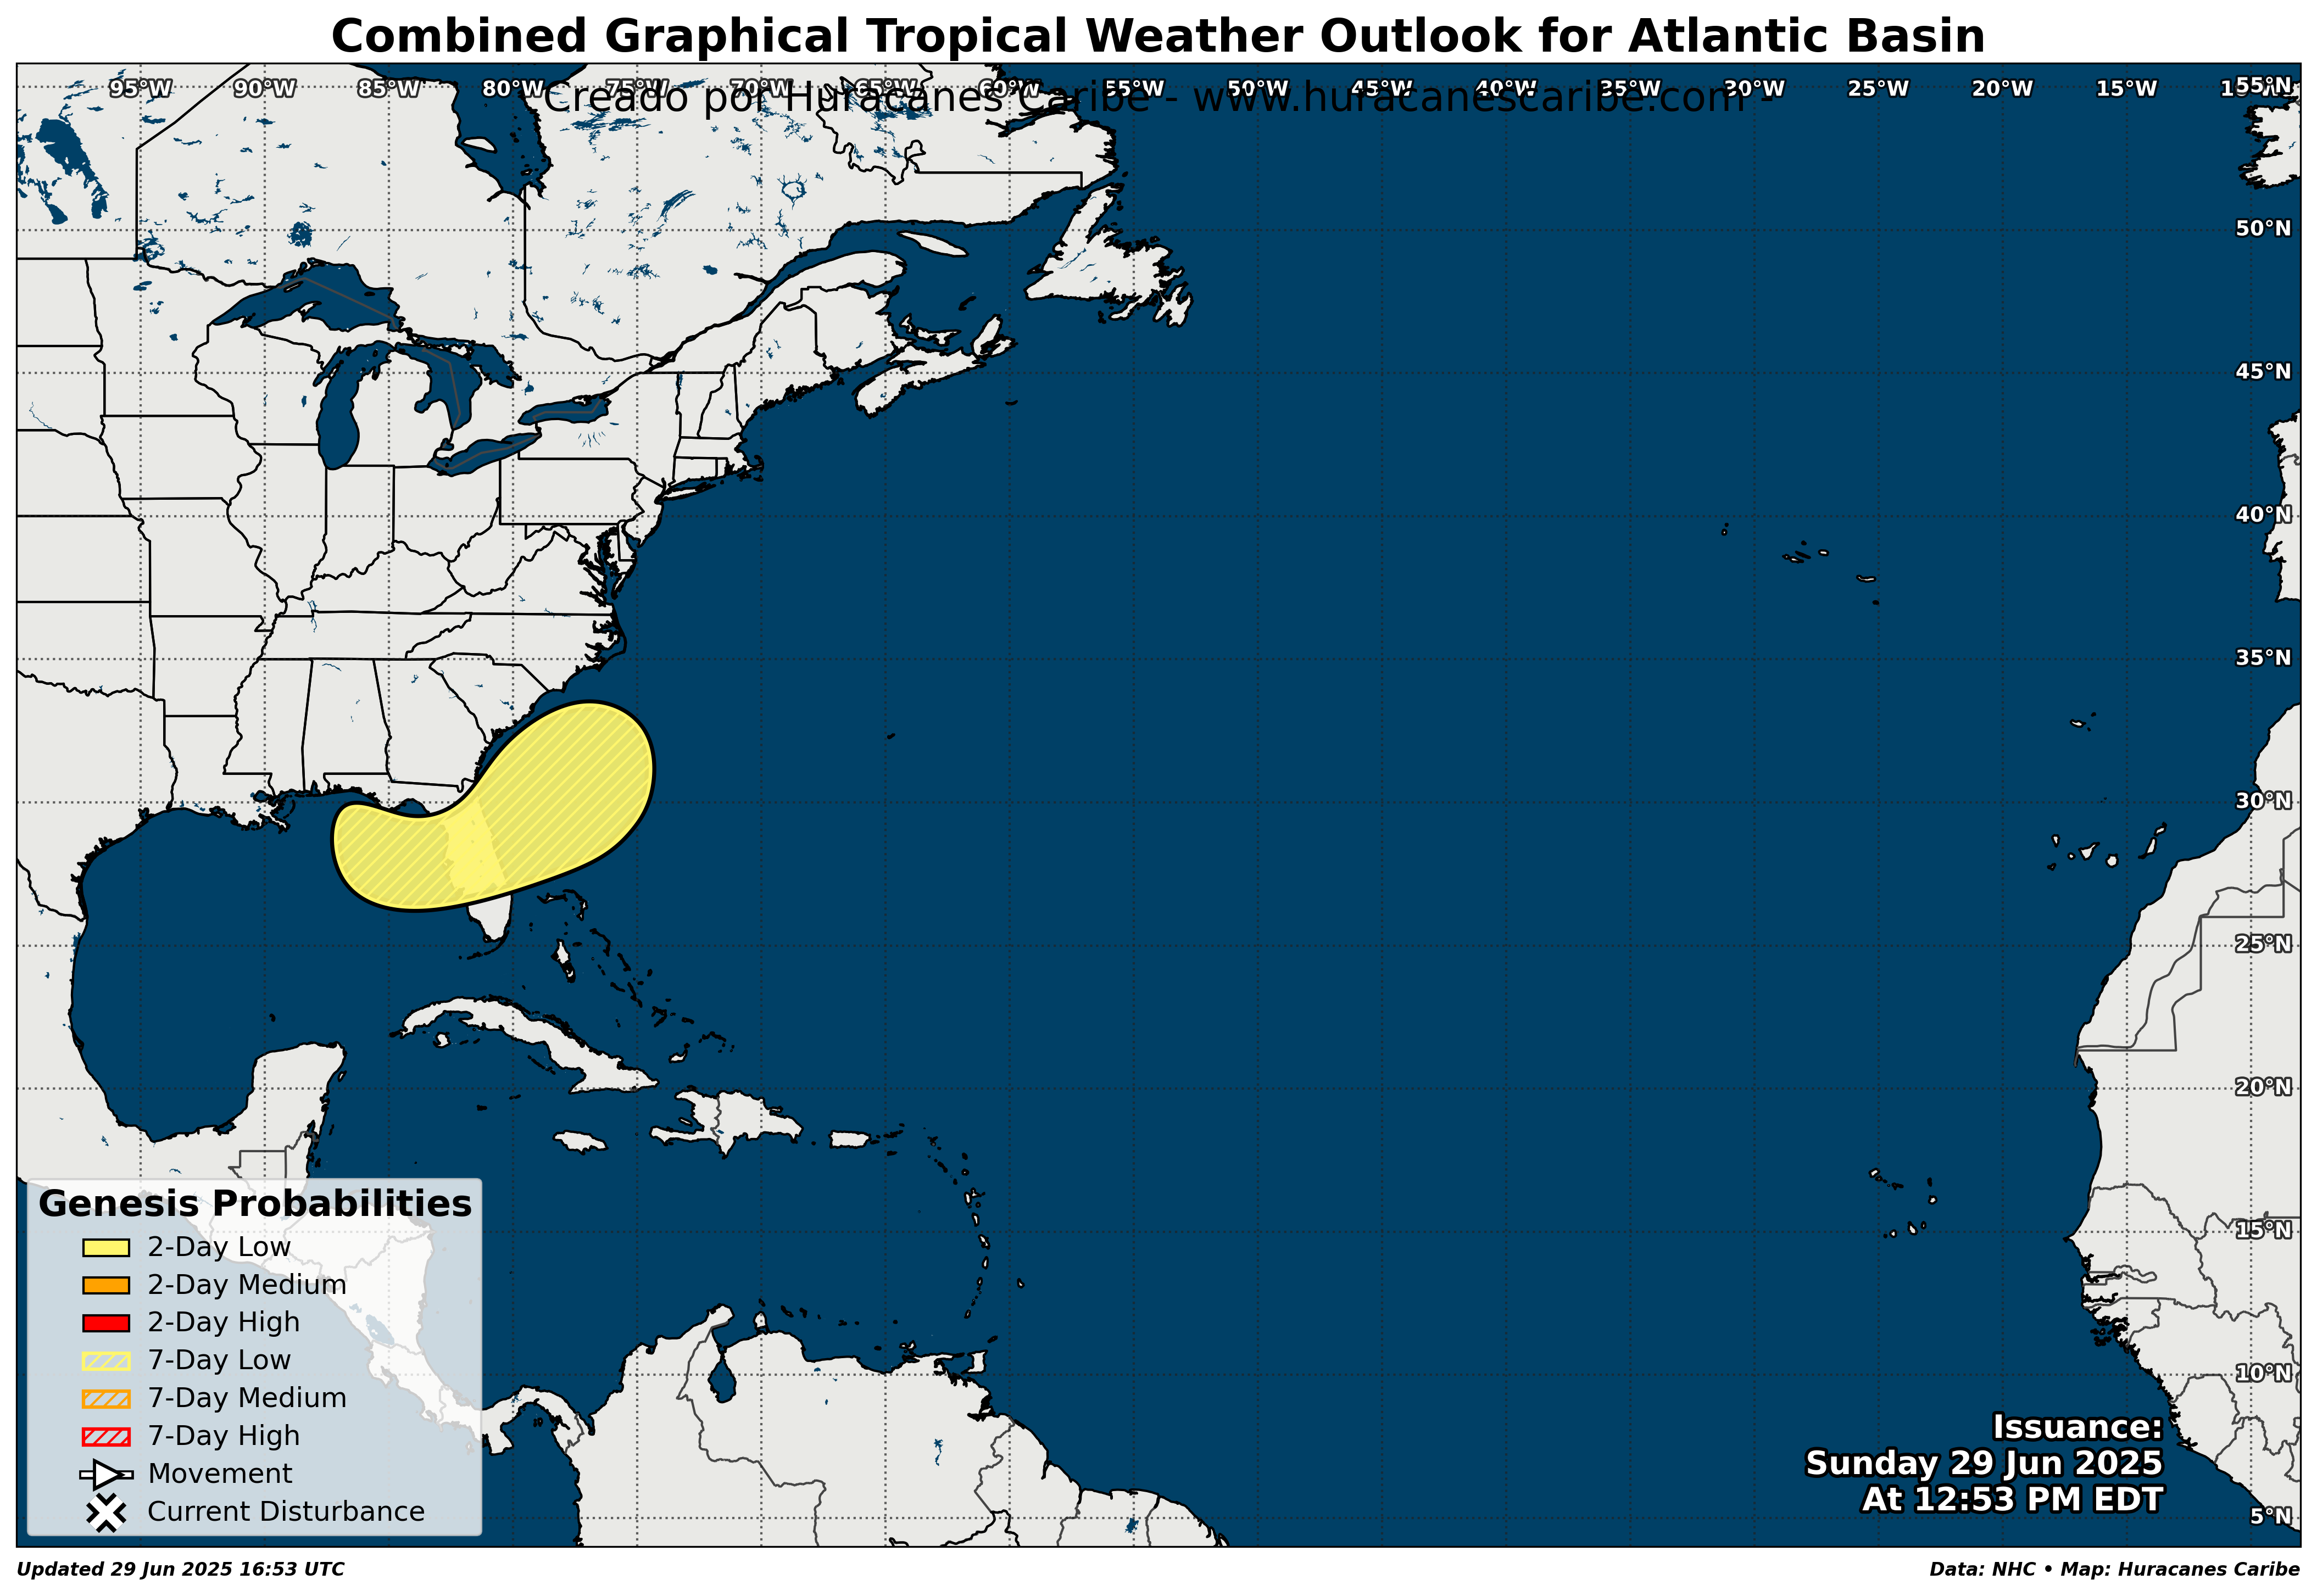 Combined Graphical Tropical Weather Outlook for Atlantic Basin
95°W 90°W 85°W 80°W 75°W 70°W 65°W 60°W 55°W 50°W 45°W 40°W 35°W 30°W 25°W 20°W 15°W 55°N
Creado por Huracanes Caribe - www.huracanescaribe.com -
50°N
45°N
40°N
35°N
30°N
25°N
20°N
15°N
10°N
5°N
Genesis Probabilities
2-Day Low
2-Day Medium
2-Day High
7-Day Low
7-Day Medium
7-Day High
Movement
Current Disturbance
Issuance:
Sunday 29 Jun 2025
At 12:53 PM EDT
Updated 29 Jun 2025 16:53 UTC
Data: NHC • Map: Huracanes Caribe